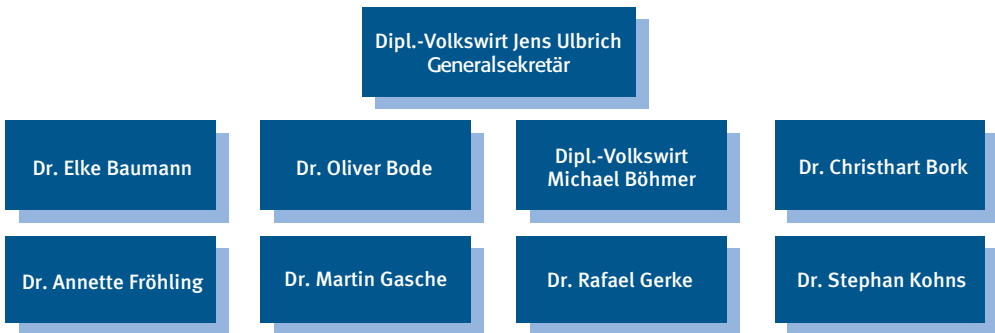 Dipl.-Volkswirt Jens Ulbrich
Generalsekretär
Dr. Elke Baumann
Dr. Oliver Bode
Dipl.-Volkswirt
Michael Böhmer
Dr. Christhart Bork
Dr. Annette Fröhling
Dr. Martin Gasche
Dr. Rafael Gerke
Dr. Stephan Kohns